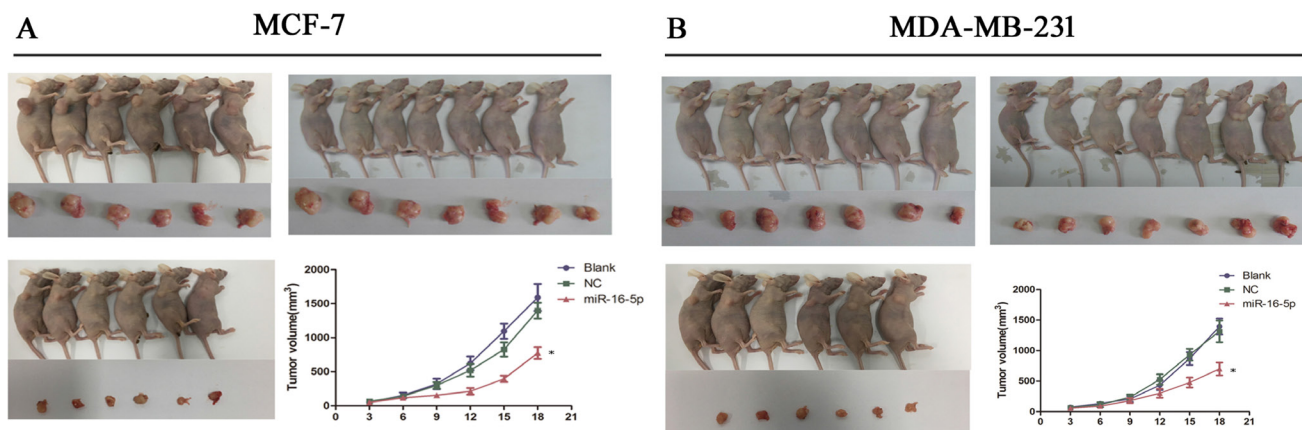 A
MCF-7
B
MDA-MB-231
2000
1500
1000
500
0
Tumor volume(mm³)
0 3 6 9 12 15 18 21
Blank
NC
miR-16-5p
*
2000
1500
1000
500
0
Tumor volume(mm³)
0 3 6 9 12 15 18 21
Blank
NC
miR-16-5p
*